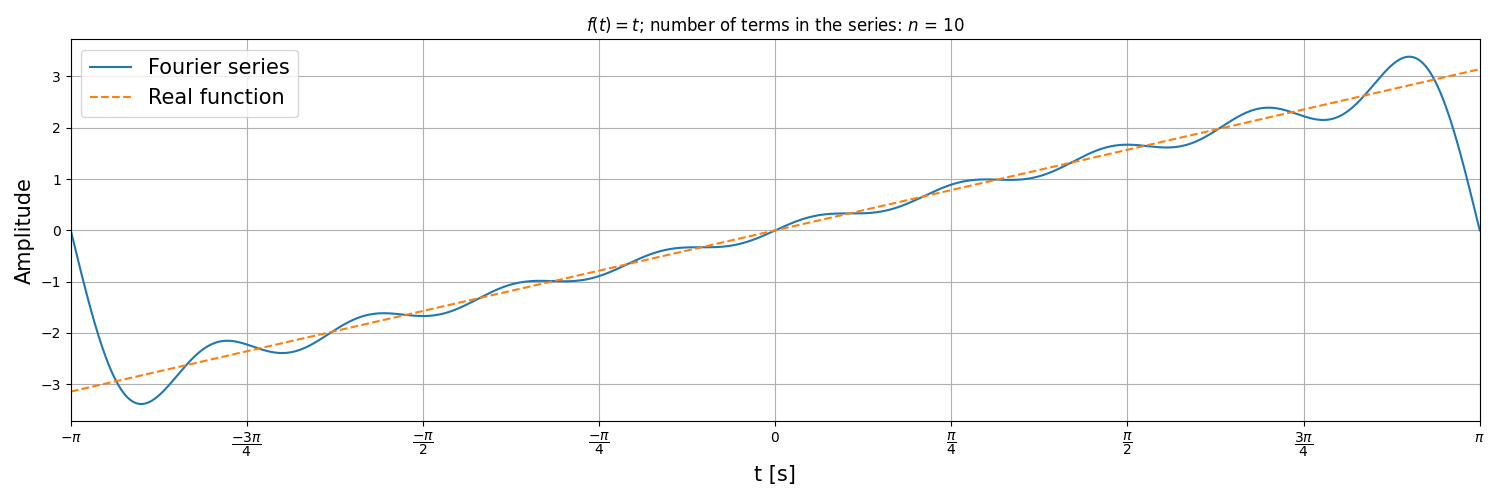 f(t) = t; number of terms in the series: n = 10
Fourier series
Real function
Amplitude
3
2
1
0
−1
−2
−3
−π
−3π/4
−π/2
−π/4
0
π/4
π/2
3π/4
π
t [s]